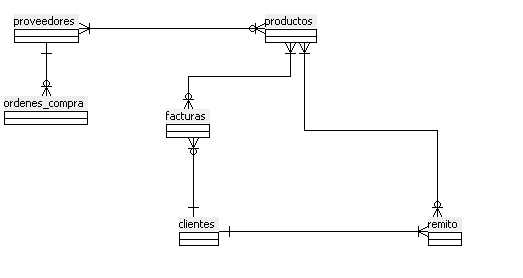 proveedores
productos
ordenes_compra
facturas
clientes
remito